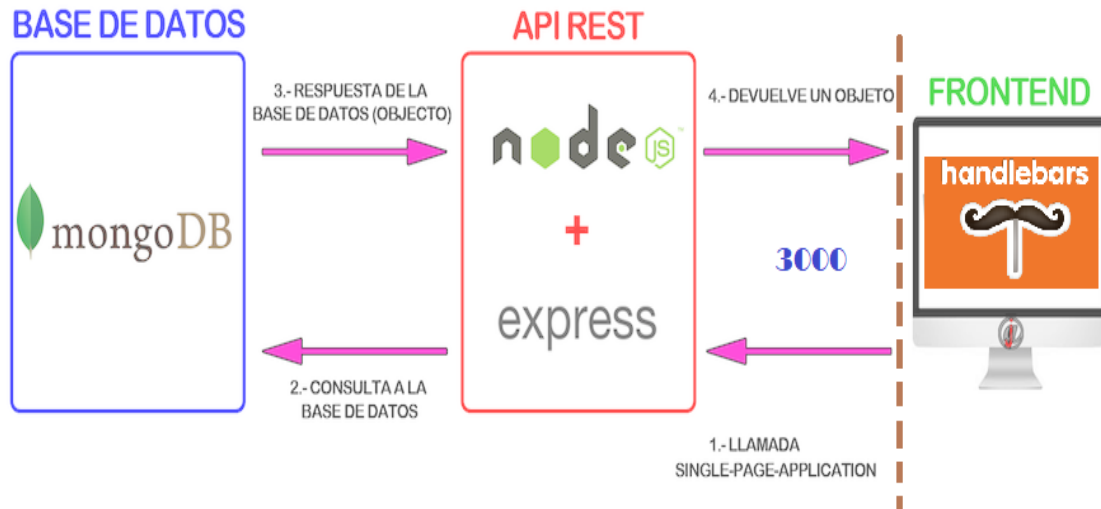 BASE DE DATOS
API REST
FRONTEND
3.- RESPUESTA DE LA
BASE DE DATOS (OBJECTO)
4.- DEVUELVE UN OBJETO
mongoDB
node
JS
™
+
express
3000
handlebars
2.- CONSULTA A LA
BASE DE DATOS
1.- LLAMADA
SINGLE-PAGE-APPLICATION